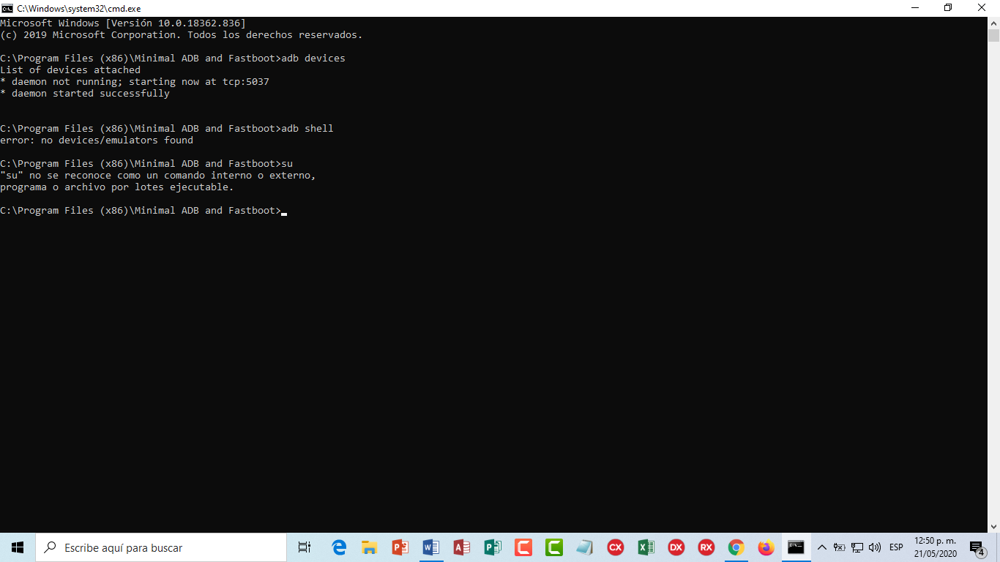 C:\Windows\system32\cmd.exe
Microsoft Windows [Versión 10.0.18362.836]
(c) 2019 Microsoft Corporation. Todos los derechos reservados.
C:\Program Files (x86)\Minimal ADB and Fastboot>adb devices
List of devices attached
* daemon not running; starting now at tcp:5037
* daemon started successfully
C:\Program Files (x86)\Minimal ADB and Fastboot>adb shell
error: no devices/emulators found
C:\Program Files (x86)\Minimal ADB and Fastboot>su
"su" no se reconoce como un comando interno o externo,
programa o archivo por lotes ejecutable.
C:\Program Files (x86)\Minimal ADB and Fastboot>
Escribe aquí para buscar
CX
DX
RX
ESP
12:50 p. m.
21/05/2020
4